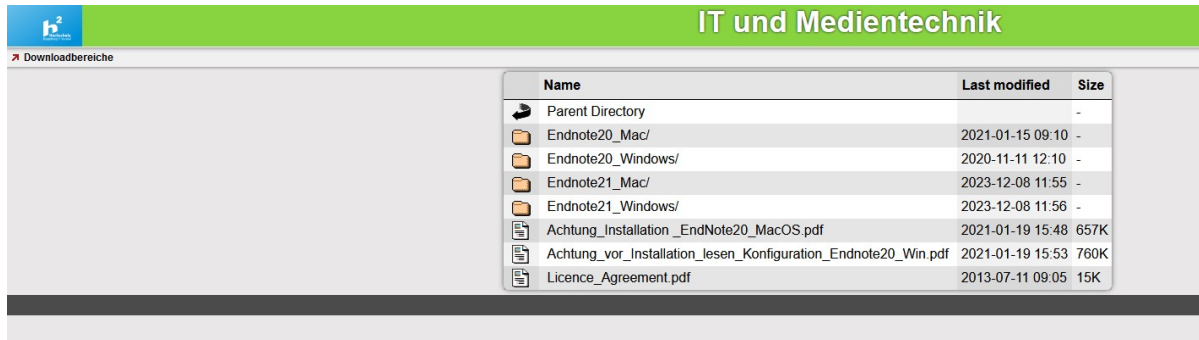 h²
Hochschule
IT und Medientechnik
Downloadbereiche
Name Last modified Size
Parent Directory -
Endnote20_Mac/ 2021-01-15 09:10 -
Endnote20_Windows/ 2020-11-11 12:10 -
Endnote21_Mac/ 2023-12-08 11:55 -
Endnote21_Windows/ 2023-12-08 11:56 -
Achtung_Installation _EndNote20_MacOS.pdf 2021-01-19 15:48 657K
Achtung_vor_Installation_lesen_Konfiguration_Endnote20_Win.pdf 2021-01-19 15:53 760K
Licence_Agreement.pdf 2013-07-11 09:05 15K